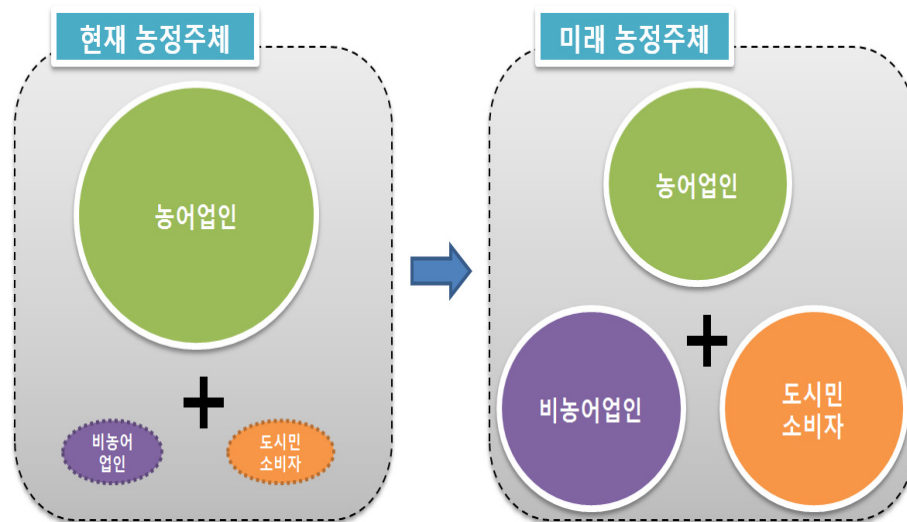 현재 농정주체
농어업인
+
비농어
업인
도시민
소비자
미래 농정주체
농어업인
+
비농어업인
도시민
소비자